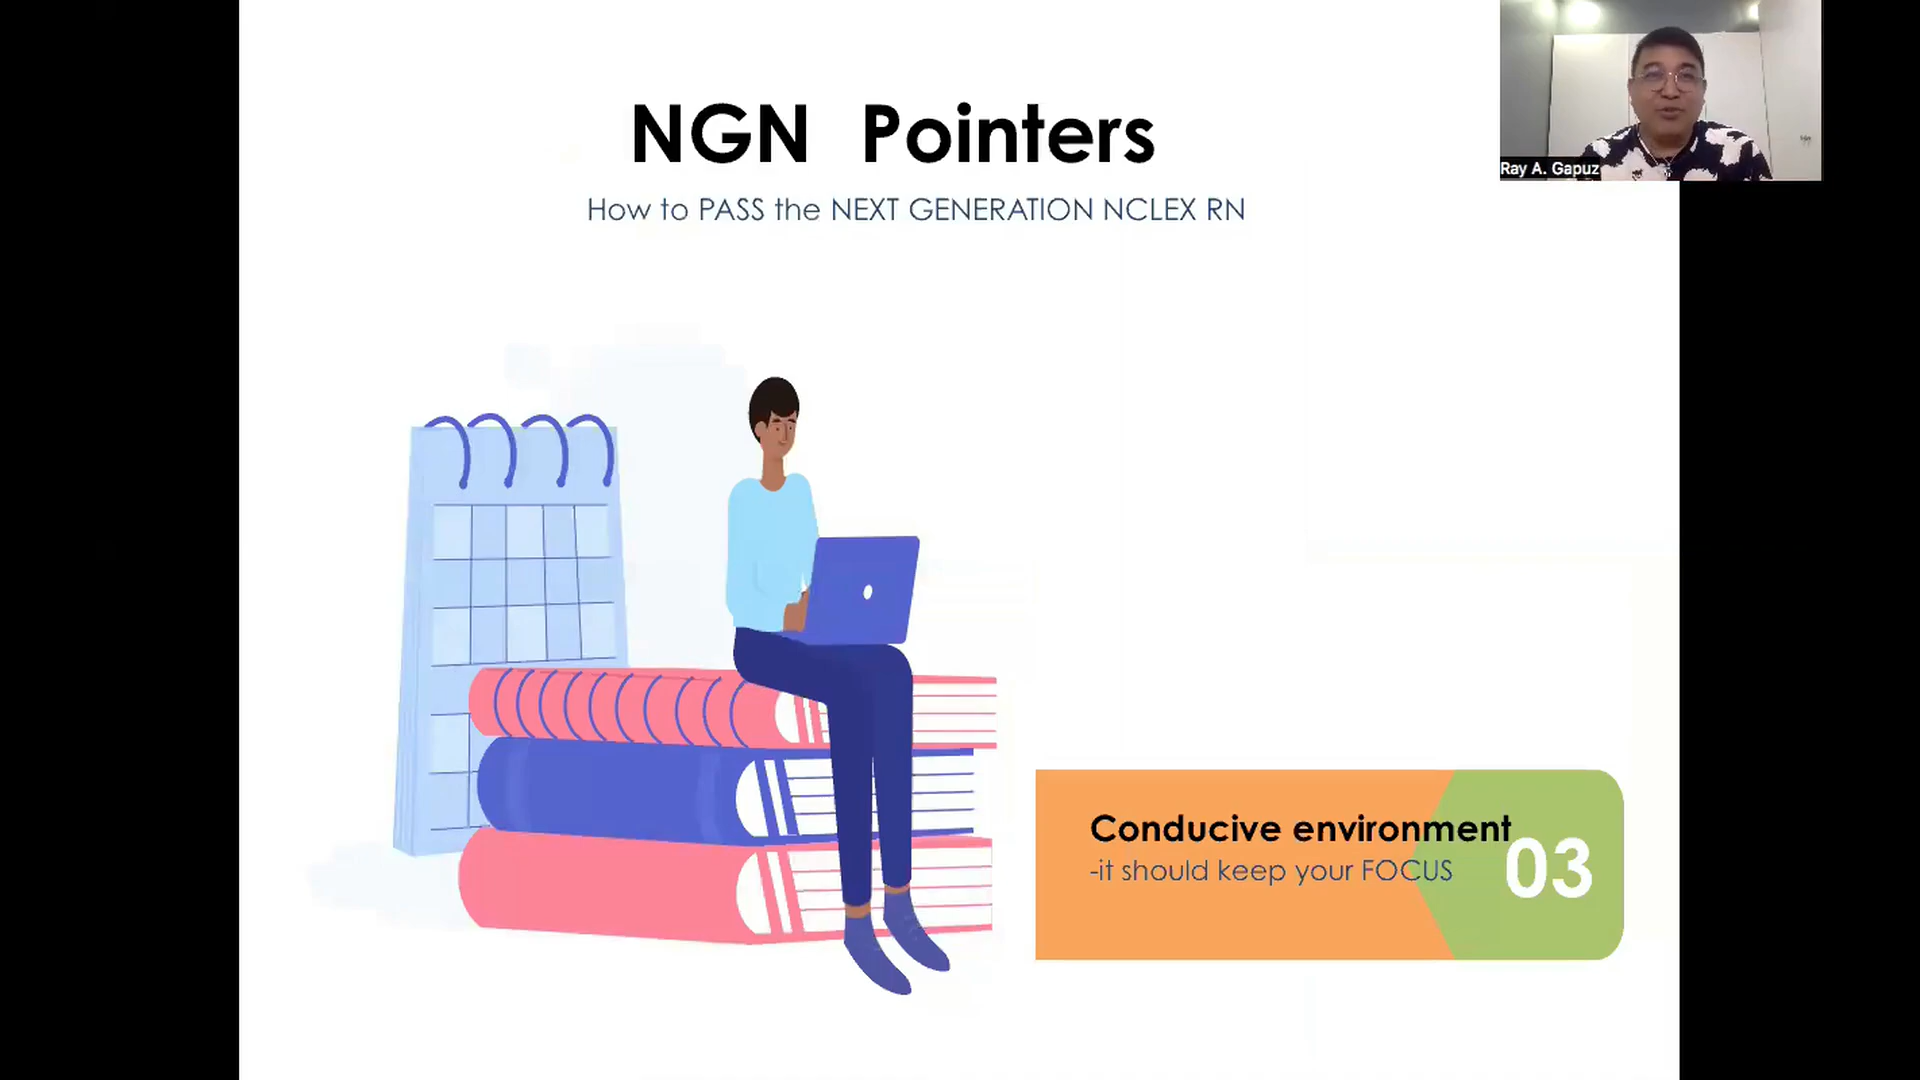 NGN Pointers
How to PASS the NEXT GENERATION NCLEX RN
Ray A. Gapuz
Conducive environment
-it should keep your FOCUS
03